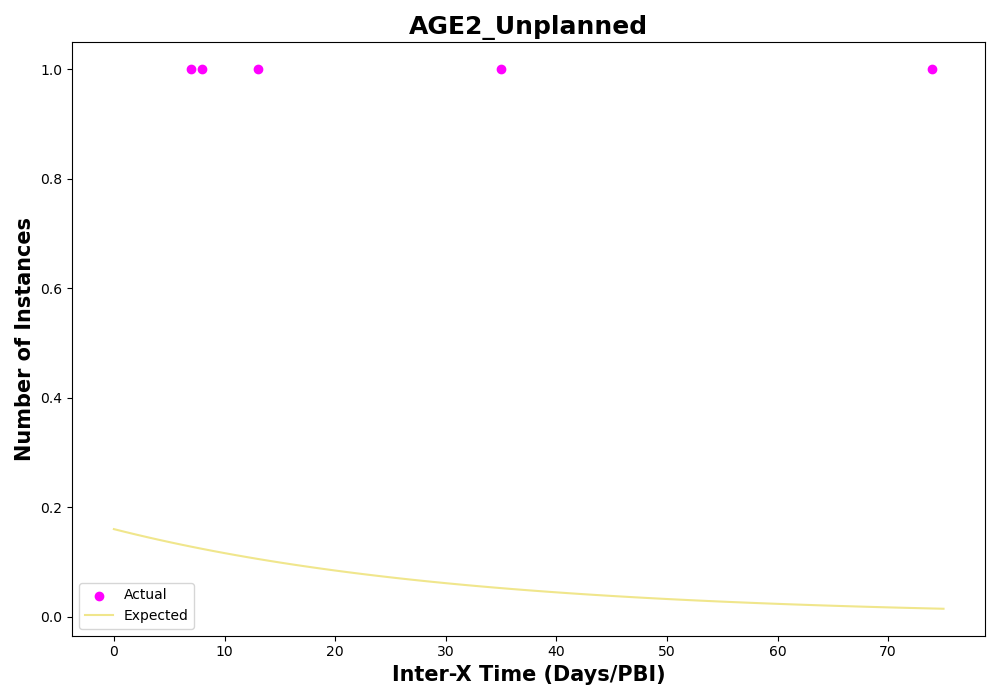 AGE2_Unplanned
Number of Instances
1.0
0.8
0.6
0.4
0.2
0.0
Actual
Expected
0 10 20 30 40 50 60 70
Inter-X Time (Days/PBI)